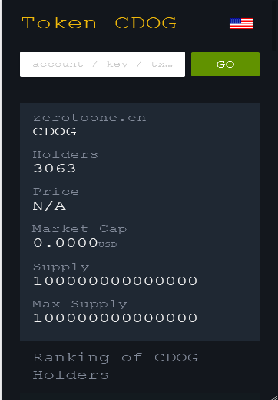 Token CDOG
account / key / tx…
GO
zerotoone.cn
CDOG
Holders
3063
Price
N/A
Market Cap
0.0000USD
Supply
100000000000000
Max Supply
100000000000000
Ranking of CDOG
Holders